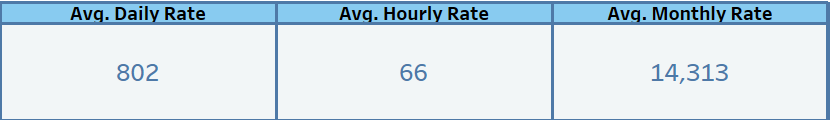 Avg. Daily Rate Avg. Hourly Rate Avg. Monthly Rate
802 66 14,313